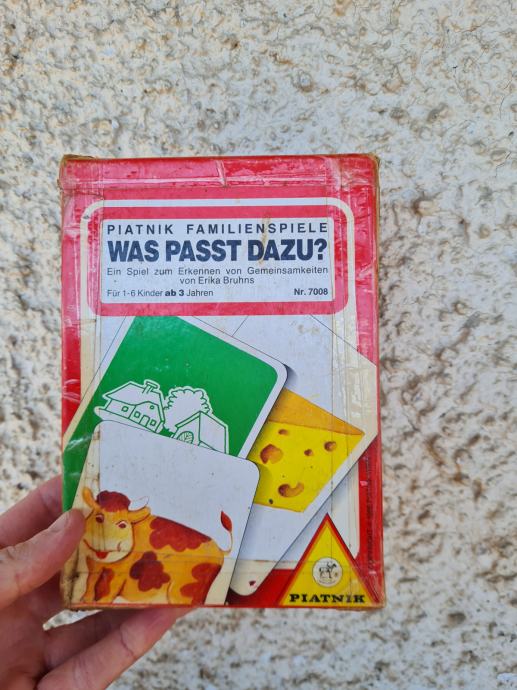 PIATNIK FAMILIENSPIELE
WAS PASST DAZU?
Ein Spiel zum Erkennen von Gemeinsamkeiten
von Erika Bruhns
Für 1-6 Kinder ab 3 Jahren Nr. 7008
PIATNIK